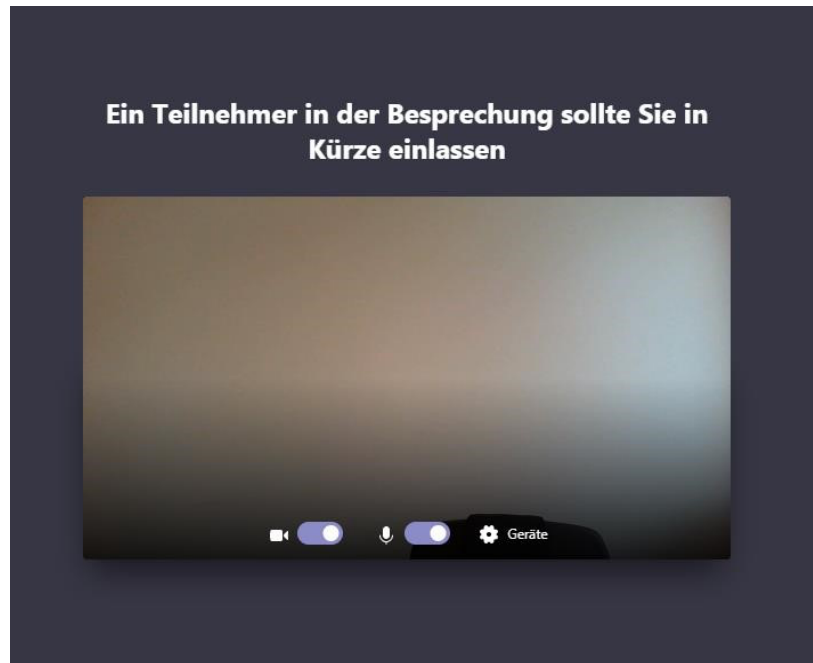 Ein Teilnehmer in der Besprechung sollte Sie in
Kürze einlassen
Geräte